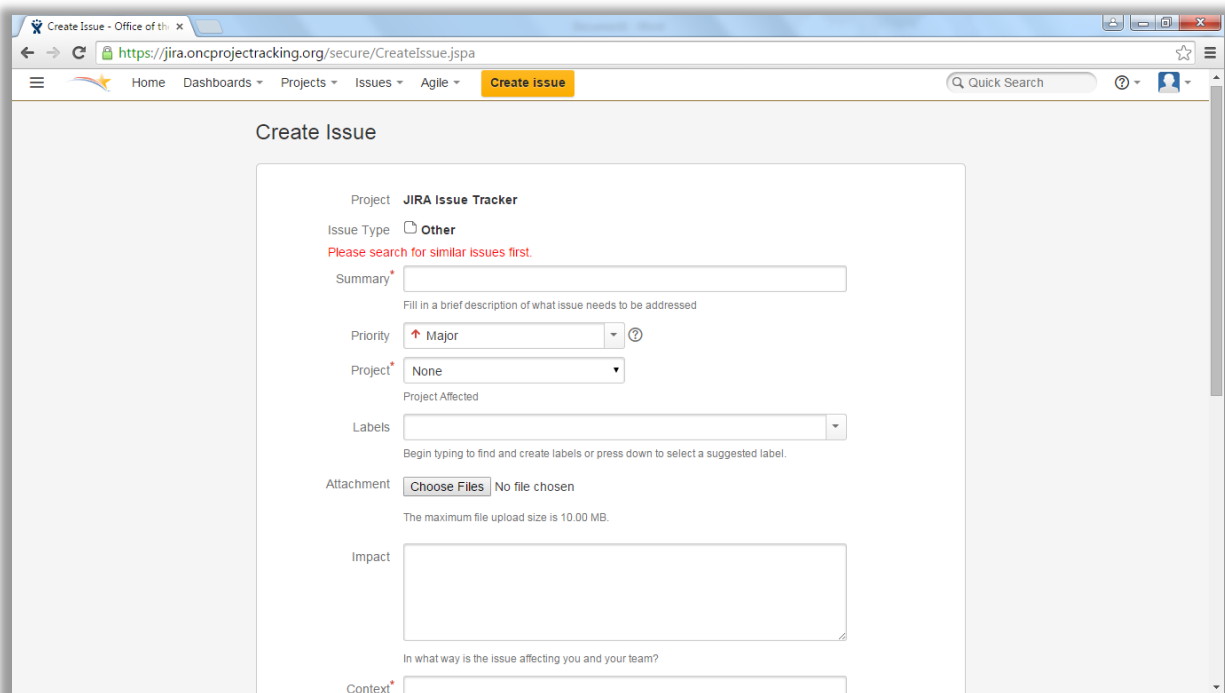 Create Issue - Office of th
https://jira.oncprojectracking.org/secure/CreateIssue.jspa
Home Dashboards Projects Issues Agile Create issue Quick Search
Create Issue
Project JIRA Issue Tracker
Issue Type Other
Please search for similar issues first.
Summary*
Fill in a brief description of what issue needs to be addressed
Priority Major
Project* None
Project Affected
Labels
Begin typing to find and create labels or press down to select a suggested label.
Attachment Choose Files No file chosen
The maximum file upload size is 10.00 MB.
Impact
In what way is the issue affecting you and your team?
Context*